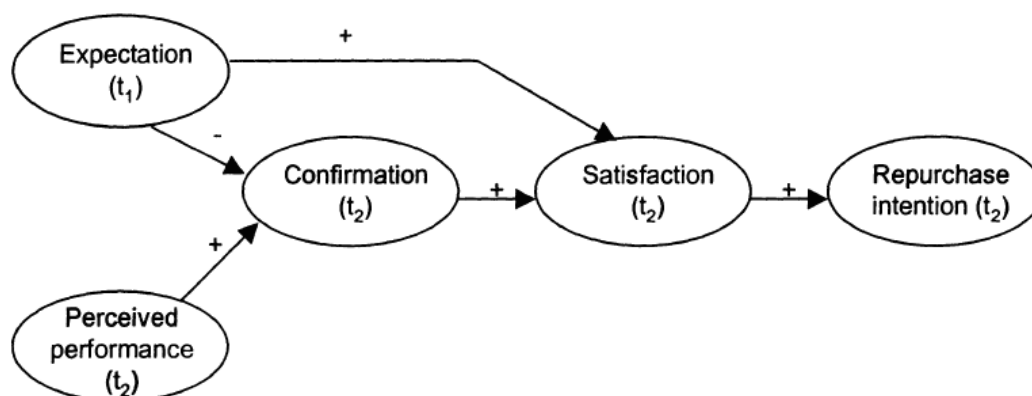 Expectation
(t₁)
+
-
Confirmation
(t₂)
+
Satisfaction
(t₂)
+
Repurchase
intention (t₂)
+
Perceived
performance
(t₂)